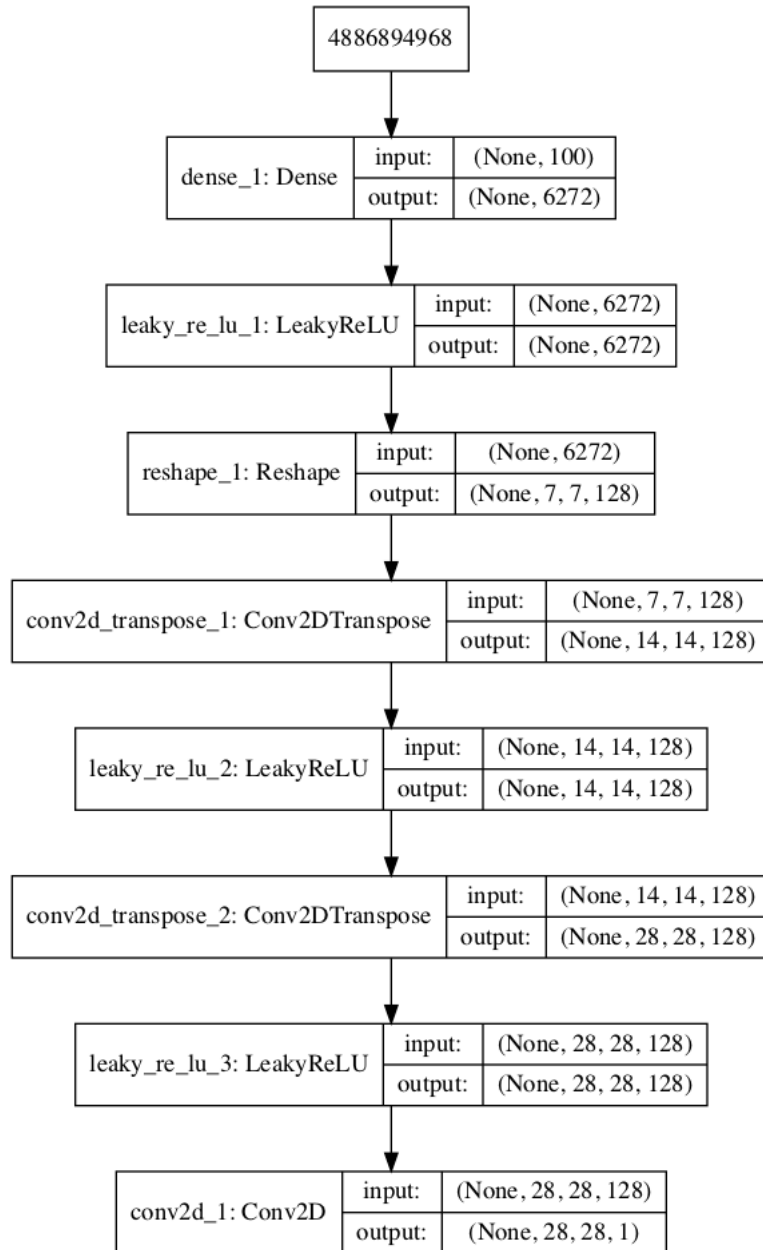 4886894968
dense_1: Dense
input: (None, 100)
output: (None, 6272)
leaky_re_lu_1: LeakyReLU
input: (None, 6272)
output: (None, 6272)
reshape_1: Reshape
input: (None, 6272)
output: (None, 7, 7, 128)
conv2d_transpose_1: Conv2DTranspose
input: (None, 7, 7, 128)
output: (None, 14, 14, 128)
leaky_re_lu_2: LeakyReLU
input: (None, 14, 14, 128)
output: (None, 14, 14, 128)
conv2d_transpose_2: Conv2DTranspose
input: (None, 14, 14, 128)
output: (None, 28, 28, 128)
leaky_re_lu_3: LeakyReLU
input: (None, 28, 28, 128)
output: (None, 28, 28, 128)
conv2d_1: Conv2D
input: (None, 28, 28, 128)
output: (None, 28, 28, 1)